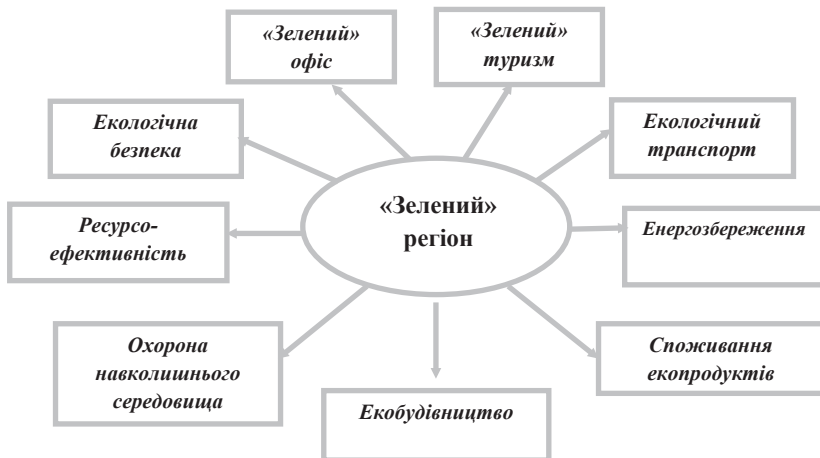 «Зелений»
офіс
«Зелений»
туризм
Екологічна
безпека
Екологічний
транспорт
«Зелений»
регіон
Ресурсо-
ефективність
Енергозбереження
Охорона
навколишнього
середовища
Екобудівництво
Споживання
екопродуктів